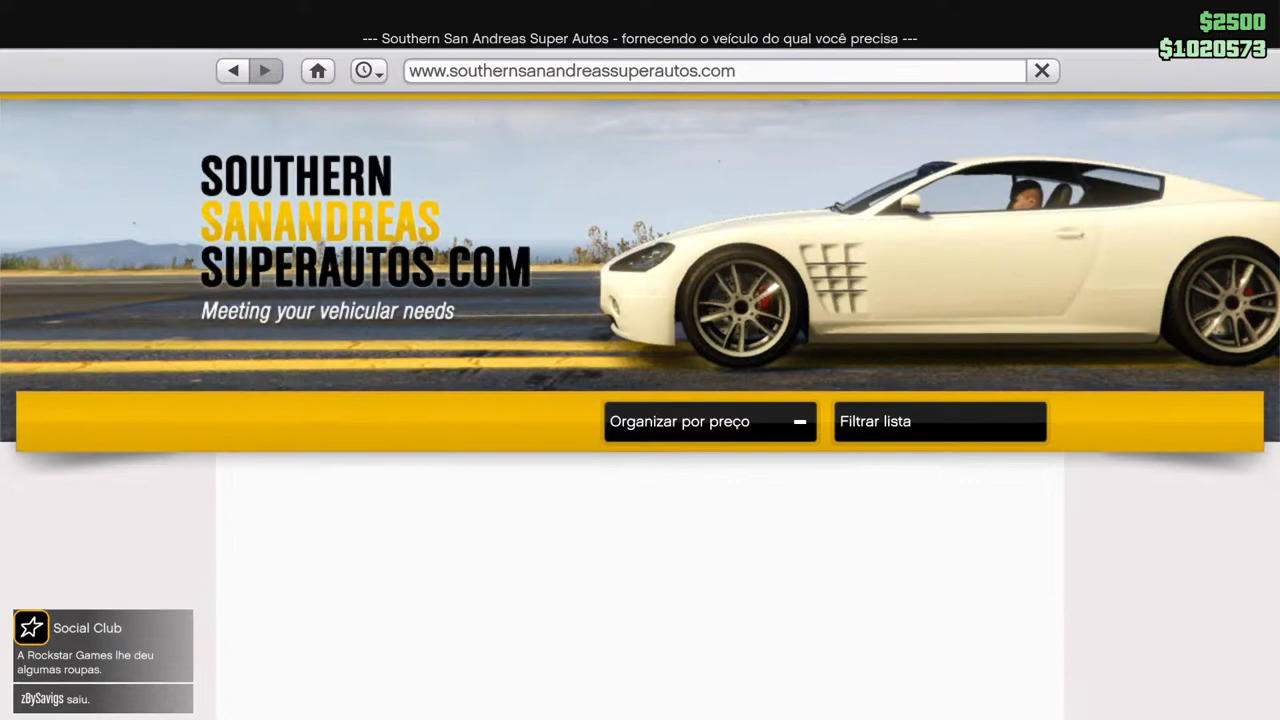 $2500
$1020573
--- Southern San Andreas Super Autos - fornecendo o veículo do qual você precisa ---
www.southernsanandreassuperautos.com
SOUTHERN
SANANDREAS
SUPERAUTOS.COM
Meeting your vehicular needs
Organizar por preço
Filtrar lista
Social Club
A Rockstar Games lhe deu
algumas roupas.
zBySavigs saiu.